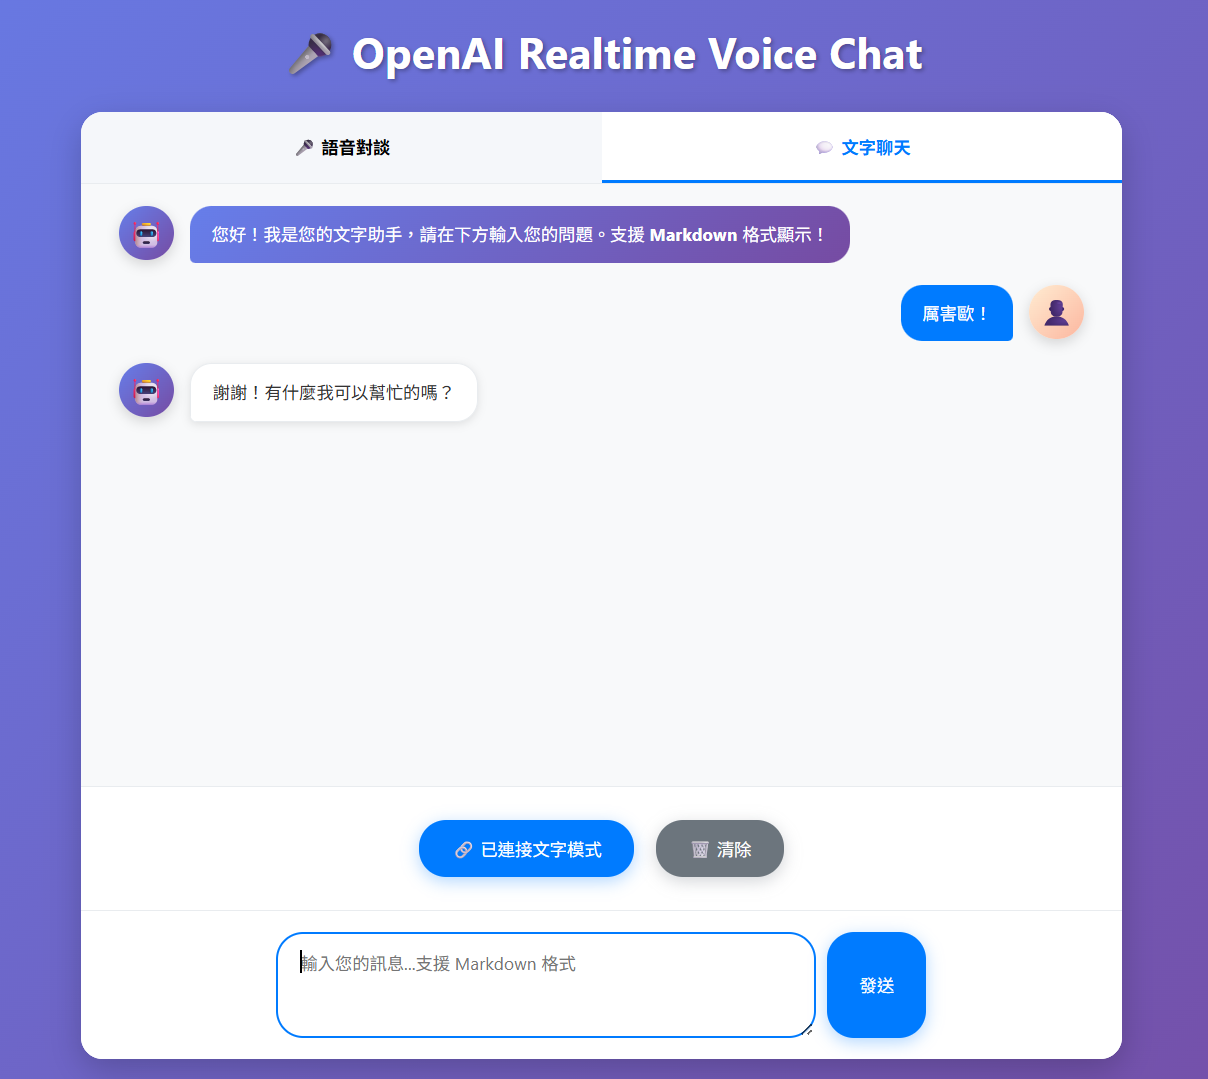 OpenAI Realtime Voice Chat
語音對談
文字聊天
您好！我是您的文字助手，請在下方輸入您的問題。支援 Markdown 格式顯示！
厲害歐！
謝謝！有什麼我可以幫忙的嗎？
已連接文字模式
清除
輸入您的訊息...支援 Markdown 格式
發送